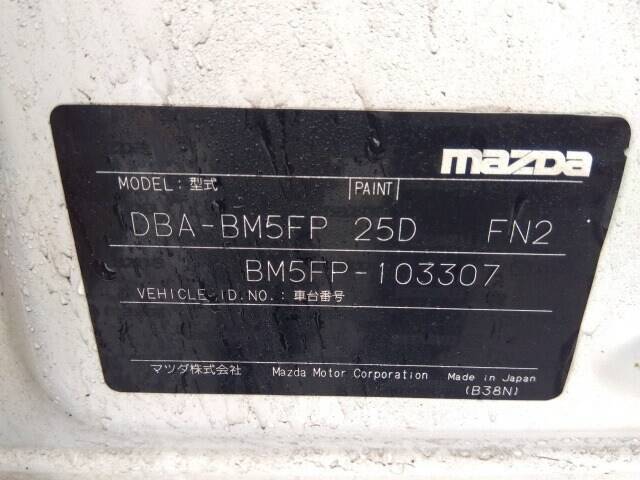 mazda
MODEL: 型式 PAINT
DBA-BM5FP 25D FN2
BM5FP-103307
VEHICLE ID.NO.: 車台番号
マツダ株式会社 Mazda Motor Corporation Made in Japan
(B38N)